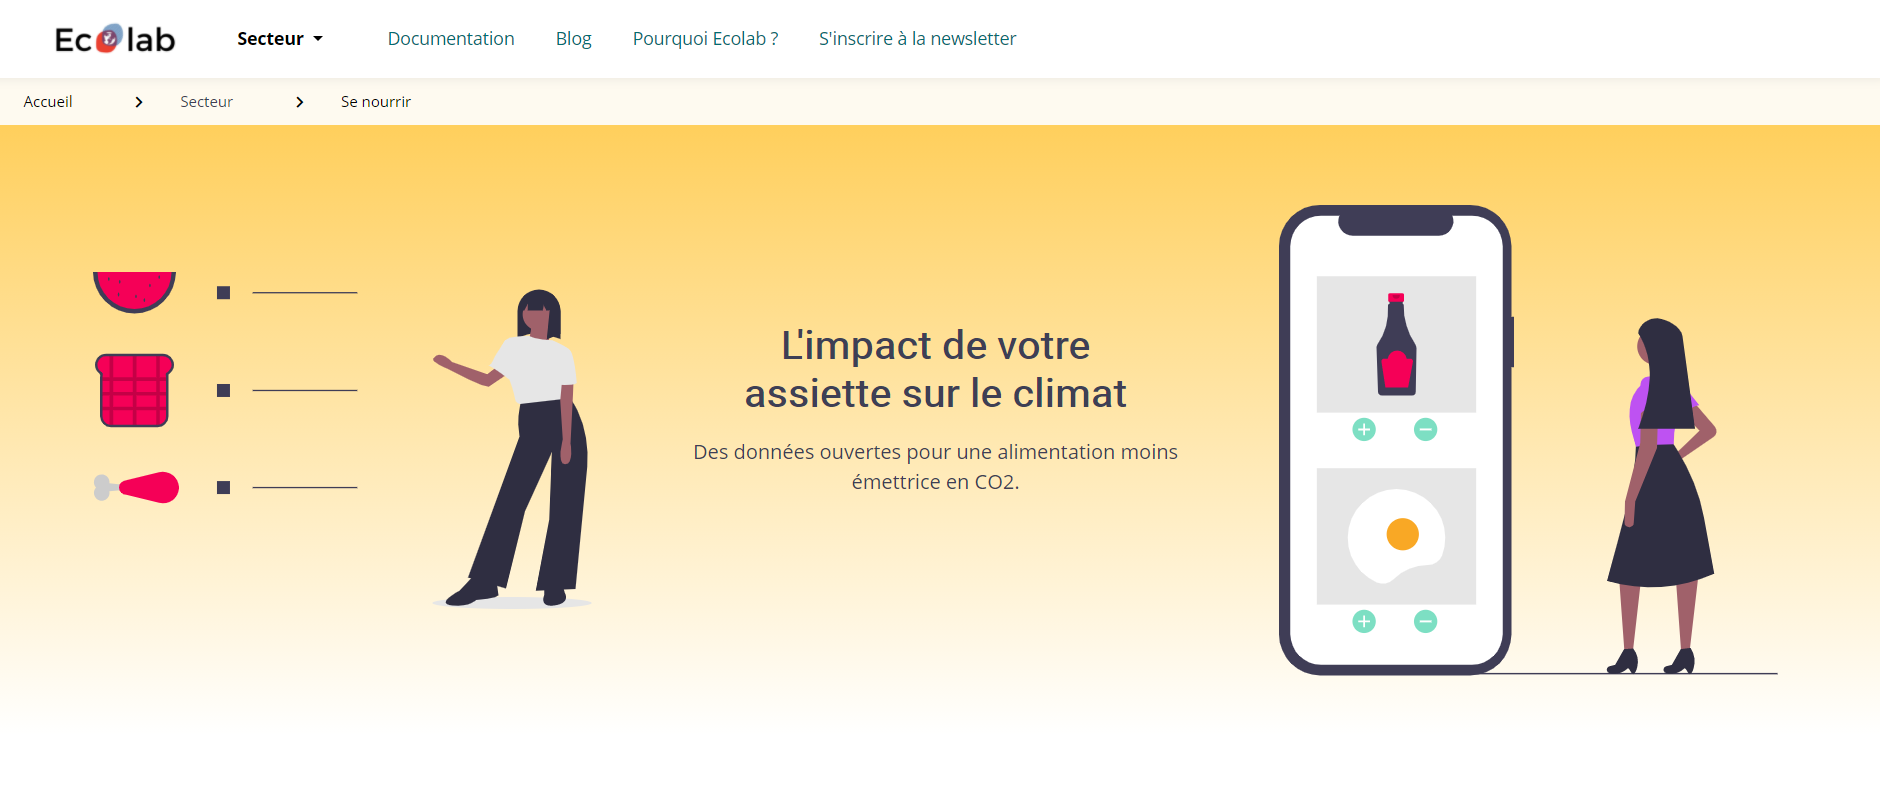 Ecolab
Secteur
Documentation
Blog
Pourquoi Ecolab ?
S'inscrire à la newsletter
Accueil
Secteur
Se nourrir
L'impact de votre
assiette sur le climat
Des données ouvertes pour une alimentation moins
émettrice en CO2.